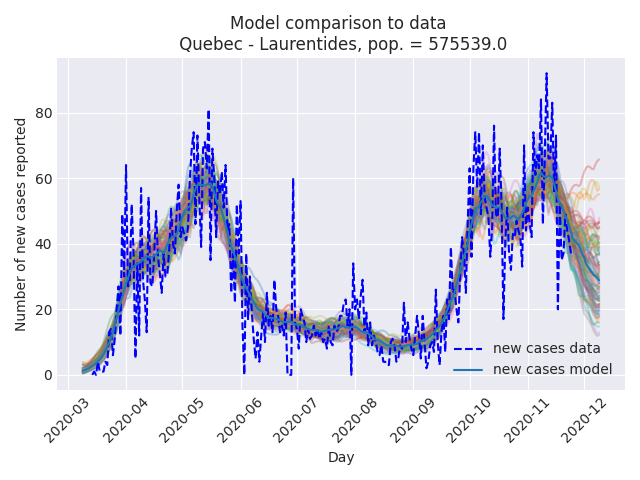 Model comparison to data
Quebec - Laurentides, pop. = 575539.0
Number of new cases reported
80
60
40
20
0
new cases data
new cases model
2020-03
2020-04
2020-05
2020-06
2020-07
2020-08
2020-09
2020-10
2020-11
2020-12
Day